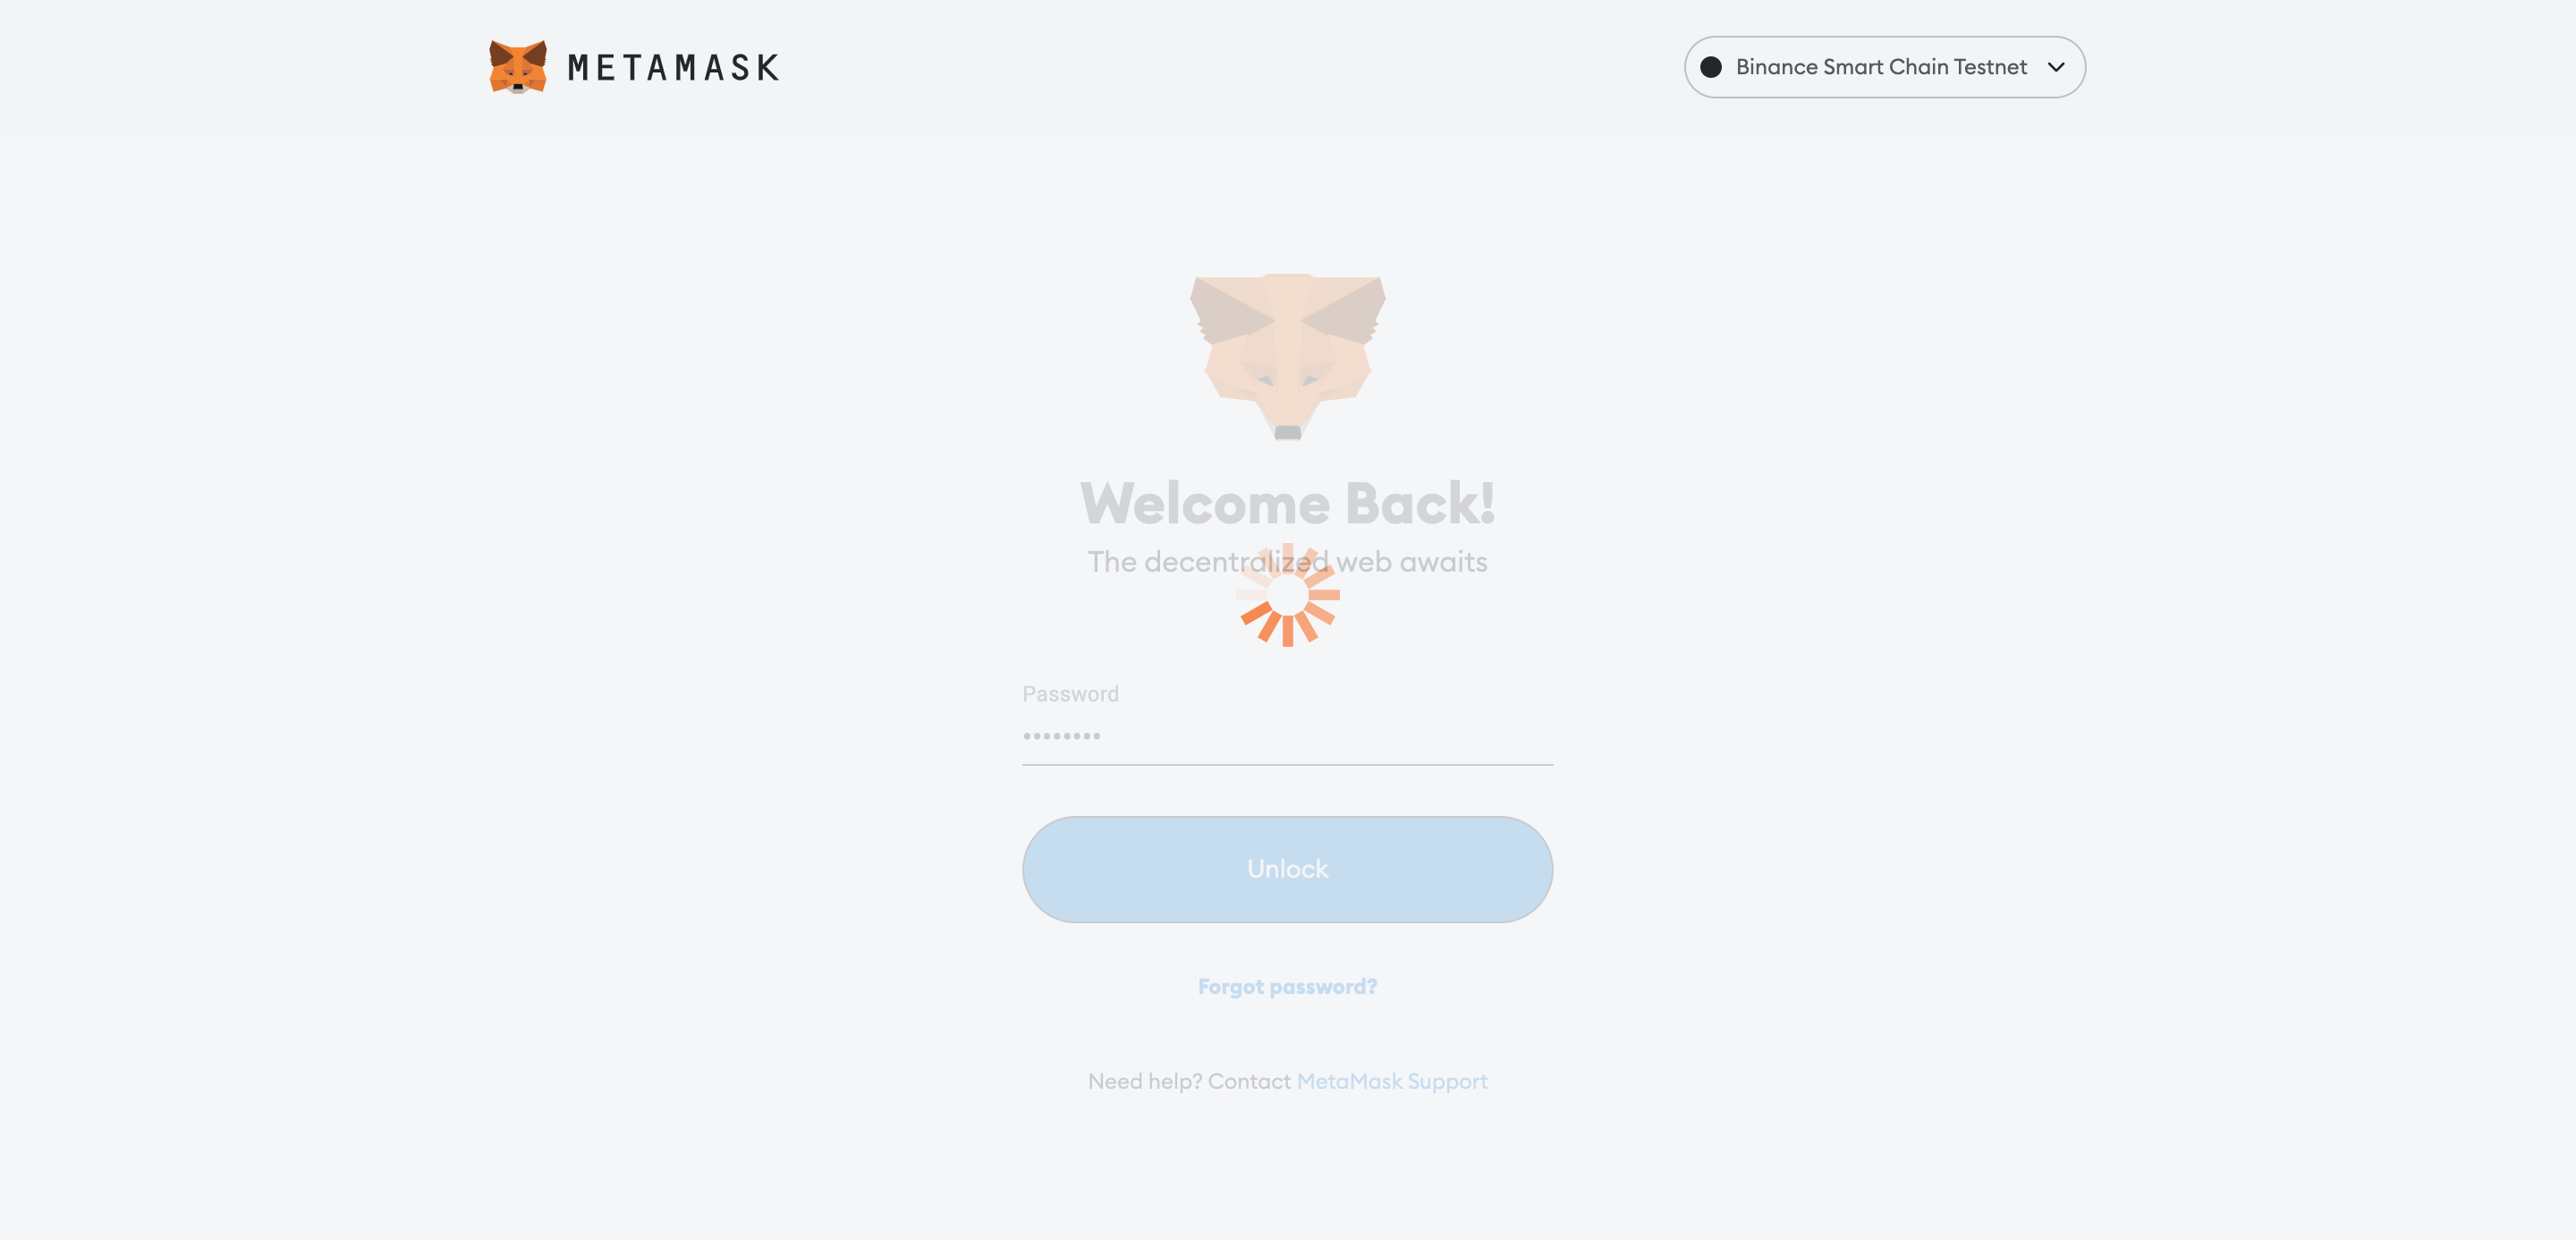 METAMASK
Binance Smart Chain Testnet
Welcome Back!
The decentralized web awaits
Password
Unlock
Forgot password?
Need help? Contact MetaMask Support